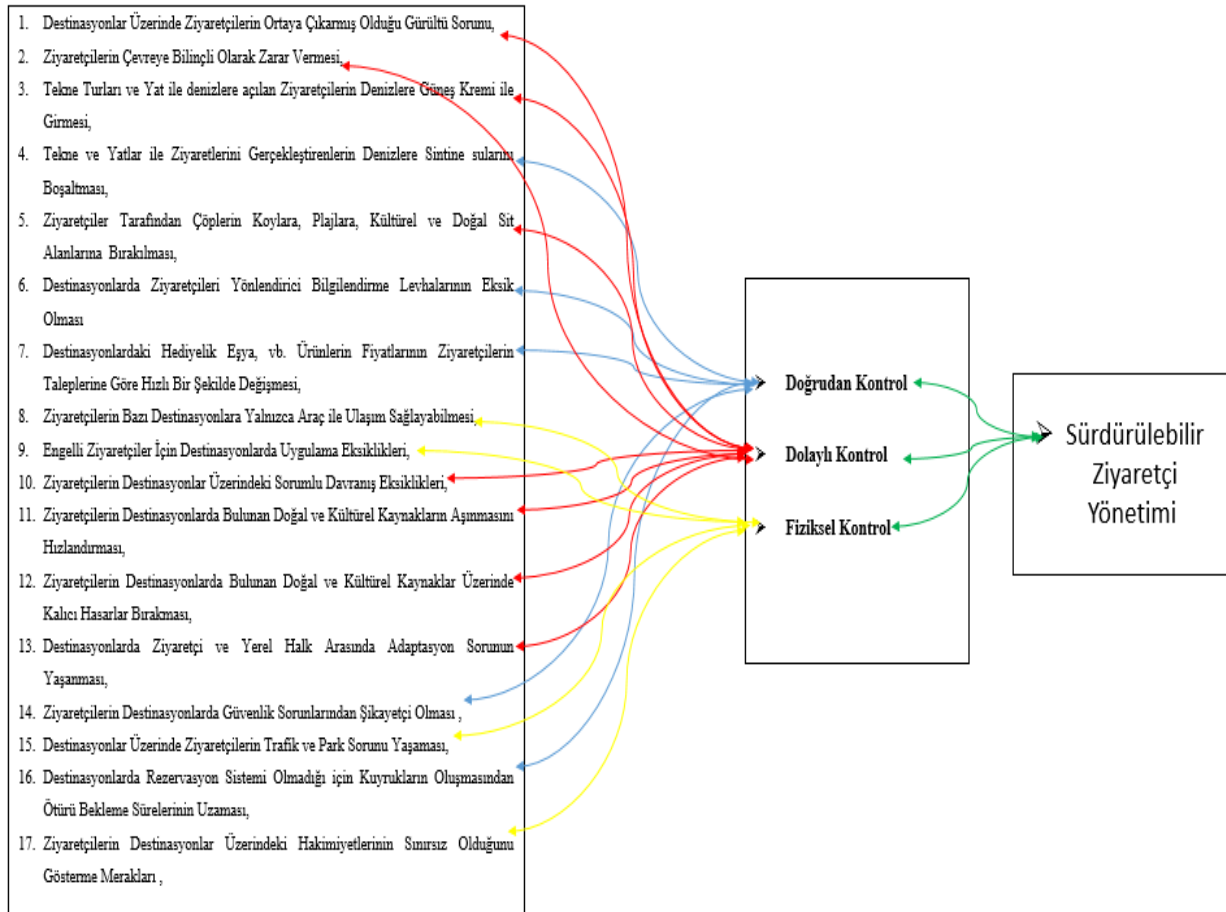 1. Destinasyonlar Üzerinde Ziyaretçilerin Ortaya Çıkarmış Olduğu Gürültü Sorunu,
2. Ziyaretçilerin Çevreye Bilinçli Olarak Zarar Vermesi,
3. Tekne Turları ve Yat ile denizlere açılan Ziyaretçilerin Denizlere Güneş Kremi ile
Girmesi,
4. Tekne ve Yatlar ile Ziyaretlerini Gerçekleştirenlerin Denizlere Sintine sularını
Boşaltması,
5. Ziyaretçiler Tarafından Çöplerin Koylara, Plajlara, Kültürel ve Doğal Sit
Alanlarına Bırakılması,
6. Destinasyonlarda Ziyaretçileri Yönlendirici Bilgilendirme Levhalarının Eksik
Olması
7. Destinasyonlardaki Hediyelik Eşya, vb. Ürünlerin Fiyatlarının Ziyaretçilerin
Taleplerine Göre Hızlı Bir Şekilde Değişmesi,
8. Ziyaretçilerin Bazı Destinasyonlara Yalnızca Araç ile Ulaşım Sağlayabilmesi,
9. Engelli Ziyaretçiler İçin Destinasyonlarda Uygulama Eksiklikleri,
10. Ziyaretçilerin Destinasyonlar Üzerindeki Sorumlu Davranış Eksiklikleri,
11. Ziyaretçilerin Destinasyonlarda Bulunan Doğal ve Kültürel Kaynakların Aşınmasını
Hızlandırması,
12. Ziyaretçilerin Destinasyonlarda Bulunan Doğal ve Kültürel Kaynaklar Üzerinde
Kalıcı Hasarlar Bırakması,
13. Destinasyonlarda Ziyaretçi ve Yerel Halk Arasında Adaptasyon Sorunun
Yaşanması,
14. Ziyaretçilerin Destinasyonlarda Güvenlik Sorunlarından Şikayetçi Olması ,
15. Destinasyonlar Üzerinde Ziyaretçilerin Trafik ve Park Sorunu Yaşaması,
16. Destinasyonlarda Rezervasyon Sistemi Olmadığı için Kuyrukların Oluşmasından
Ötürü Bekleme Sürelerinin Uzaması,
17. Ziyaretçilerin Destinasyonlar Üzerindeki Hakimiyetlerinin Sınırsız Olduğunu
Gösterme Merakları ,
Doğrudan Kontrol
Dolaylı Kontrol
Fiziksel Kontrol
Sürdürülebilir
Ziyaretçi
Yönetimi